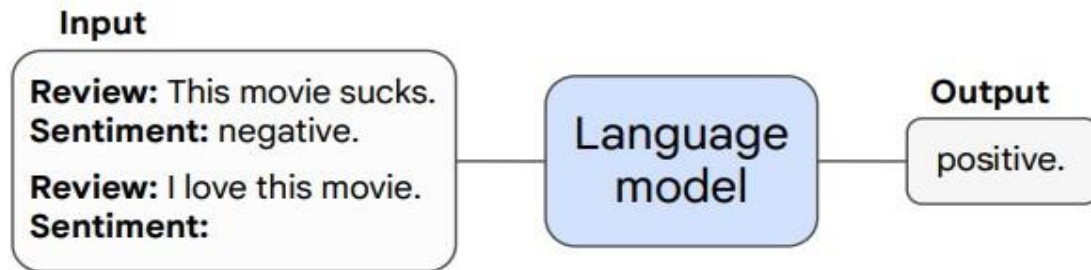 Input
Review: This movie sucks.
Sentiment: negative.
Review: I love this movie.
Sentiment:
Language
model
Output
positive.